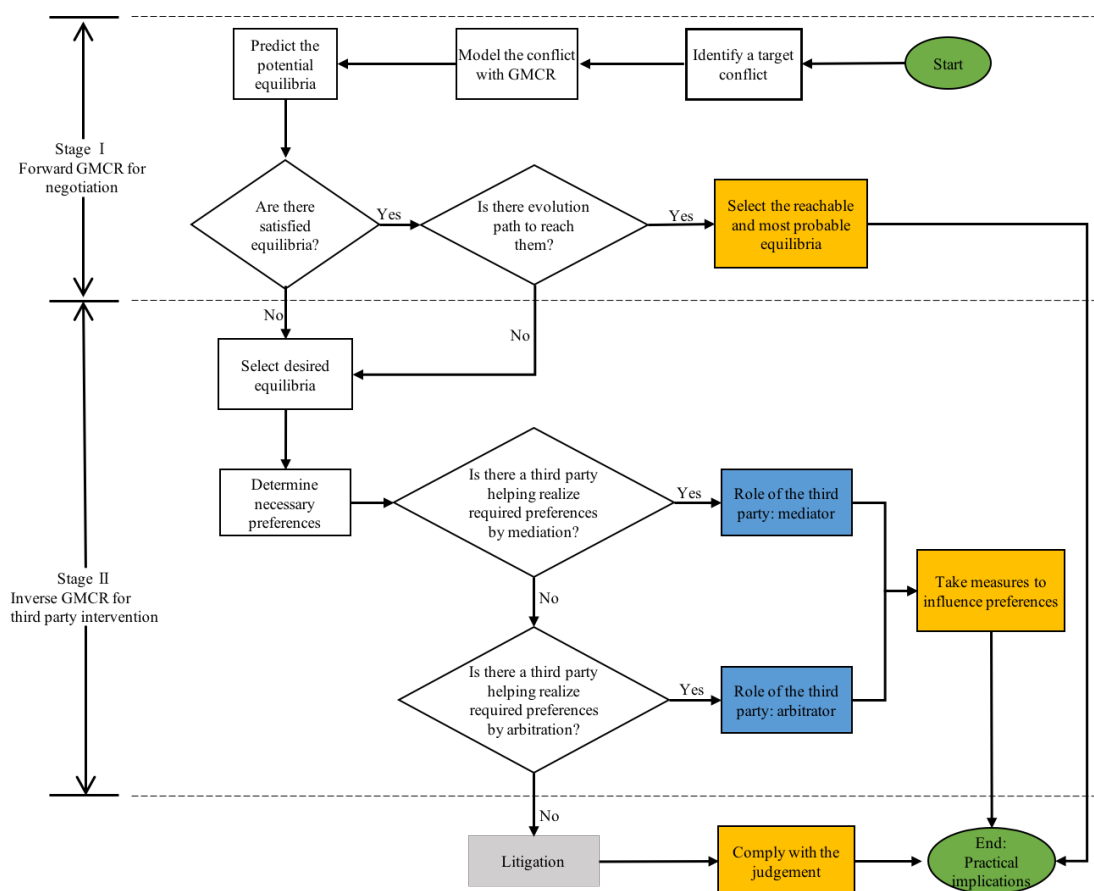 Predict the
potential
equilibria
Model the conflict
with GMCR
Identify a target
conflict
Start
Stage I
Forward GMCR for
negotiation
Are there
satisfied
equilibria?
Yes
Is there evolution
path to reach
them?
Yes
Select the reachable
and most probable
equilibria
No
No
Select desired
equilibria
Determine
necessary
preferences
Is there a third party
helping realize
required preferences
by mediation?
Yes
Role of the third
party: mediator
Stage II
Inverse GMCR for
third party intervention
Take measures to
influence preferences
No
Is there a third party
helping realize
required preferences
by arbitration?
Yes
Role of the third
party: arbitrator
No
Litigation
Comply with the
judgement
End:
Practical
implications